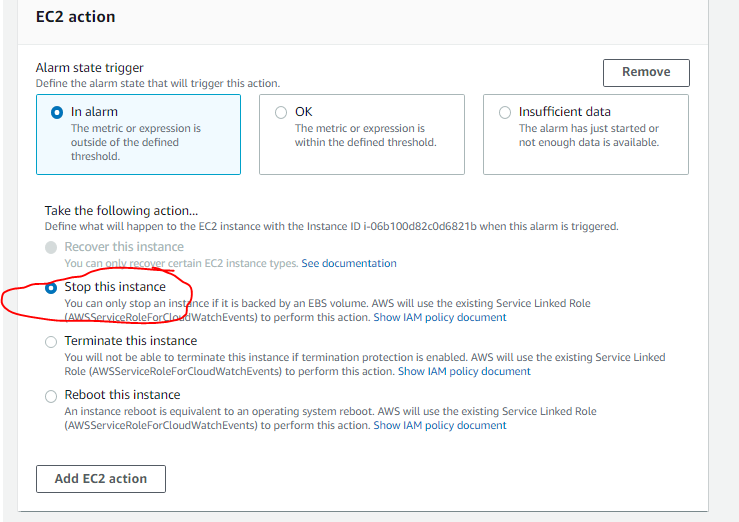 EC2 action
Alarm state trigger
Define the alarm state that will trigger this action.
Remove
In alarm
The metric or expression is
outside of the defined
threshold.
OK
The metric or expression is
within the defined threshold.
Insufficient data
The alarm has just started or
not enough data is available.
Take the following action...
Define what will happen to the EC2 instance with the Instance ID i-06b100d82c0d6821b when this alarm is triggered.
Recover this instance
You can only recover certain EC2 instance types. See documentation
Stop this instance
You can only stop an instance if it is backed by an EBS volume. AWS will use the existing Service Linked Role
(AWSServiceRoleForCloudWatchEvents) to perform this action. Show IAM policy document
Terminate this instance
You will not be able to terminate this instance if termination protection is enabled. AWS will use the existing Service Linked
Role (AWSServiceRoleForCloudWatchEvents) to perform this action. Show IAM policy document
Reboot this instance
An instance reboot is equivalent to an operating system reboot. AWS will use the existing Service Linked Role
(AWSServiceRoleForCloudWatchEvents) to perform this action. Show IAM policy document
Add EC2 action